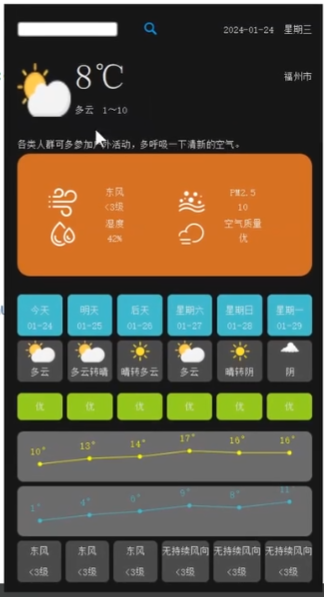 2024-01-24 星期三
8℃
福州市
多云 1~10
各类人群可多参加户外活动，多呼吸一下清新的空气。
东风 PM2.5
<3级 10
湿度 空气质量
42% 优
今天 明天 后天 星期六 星期日 星期一
01-24 01-25 01-26 01-27 01-28 01-29
多云 多云转晴 晴转多云 多云 晴转阴 阴
优 优 优 优 优 优
10° 13° 14° 17° 16° 16°
1° 4° 6° 9° 8° 11
东风 东风 东风 无持续风向 无持续风向 无持续风向
<3级 <3级 <3级 <3级 <3级 <3级